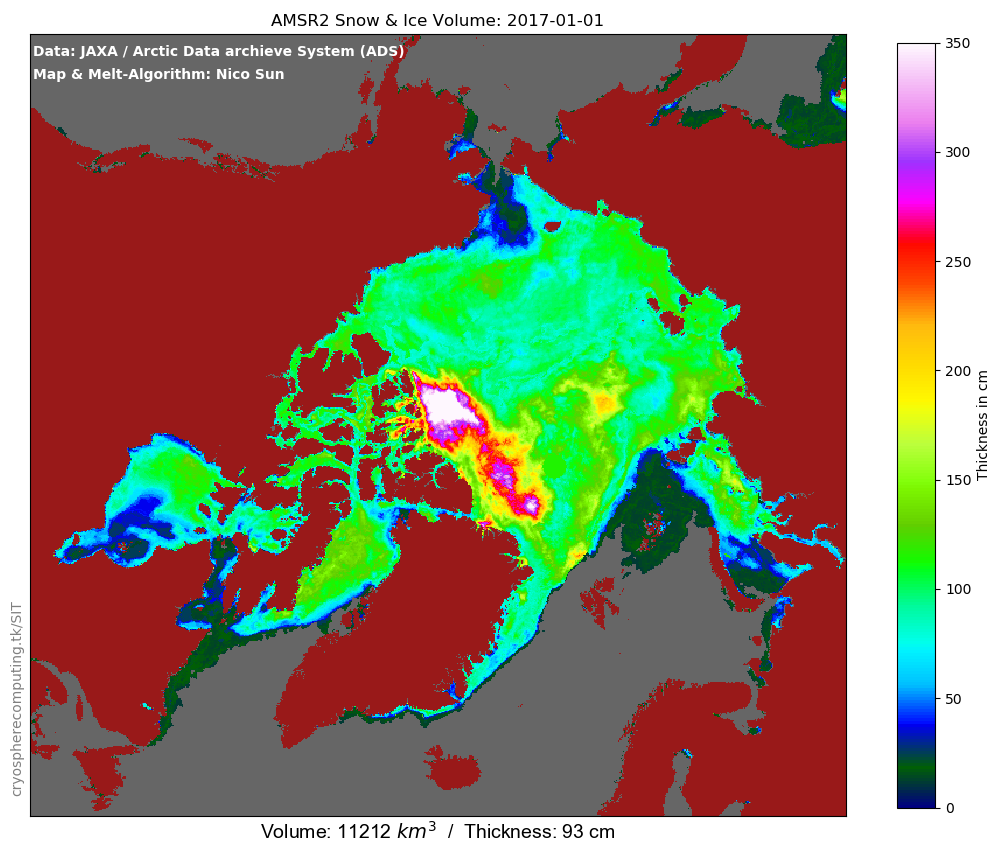 AMSR2 Snow & Ice Volume: 2017-01-01
Data: JAXA / Arctic Data archieve System (ADS)
Map & Melt-Algorithm: Nico Sun
350
300
250
200
150
100
50
0
Thickness in cm
cryospherecomputing.tk/SIT
Volume: 11212 km³ / Thickness: 93 cm